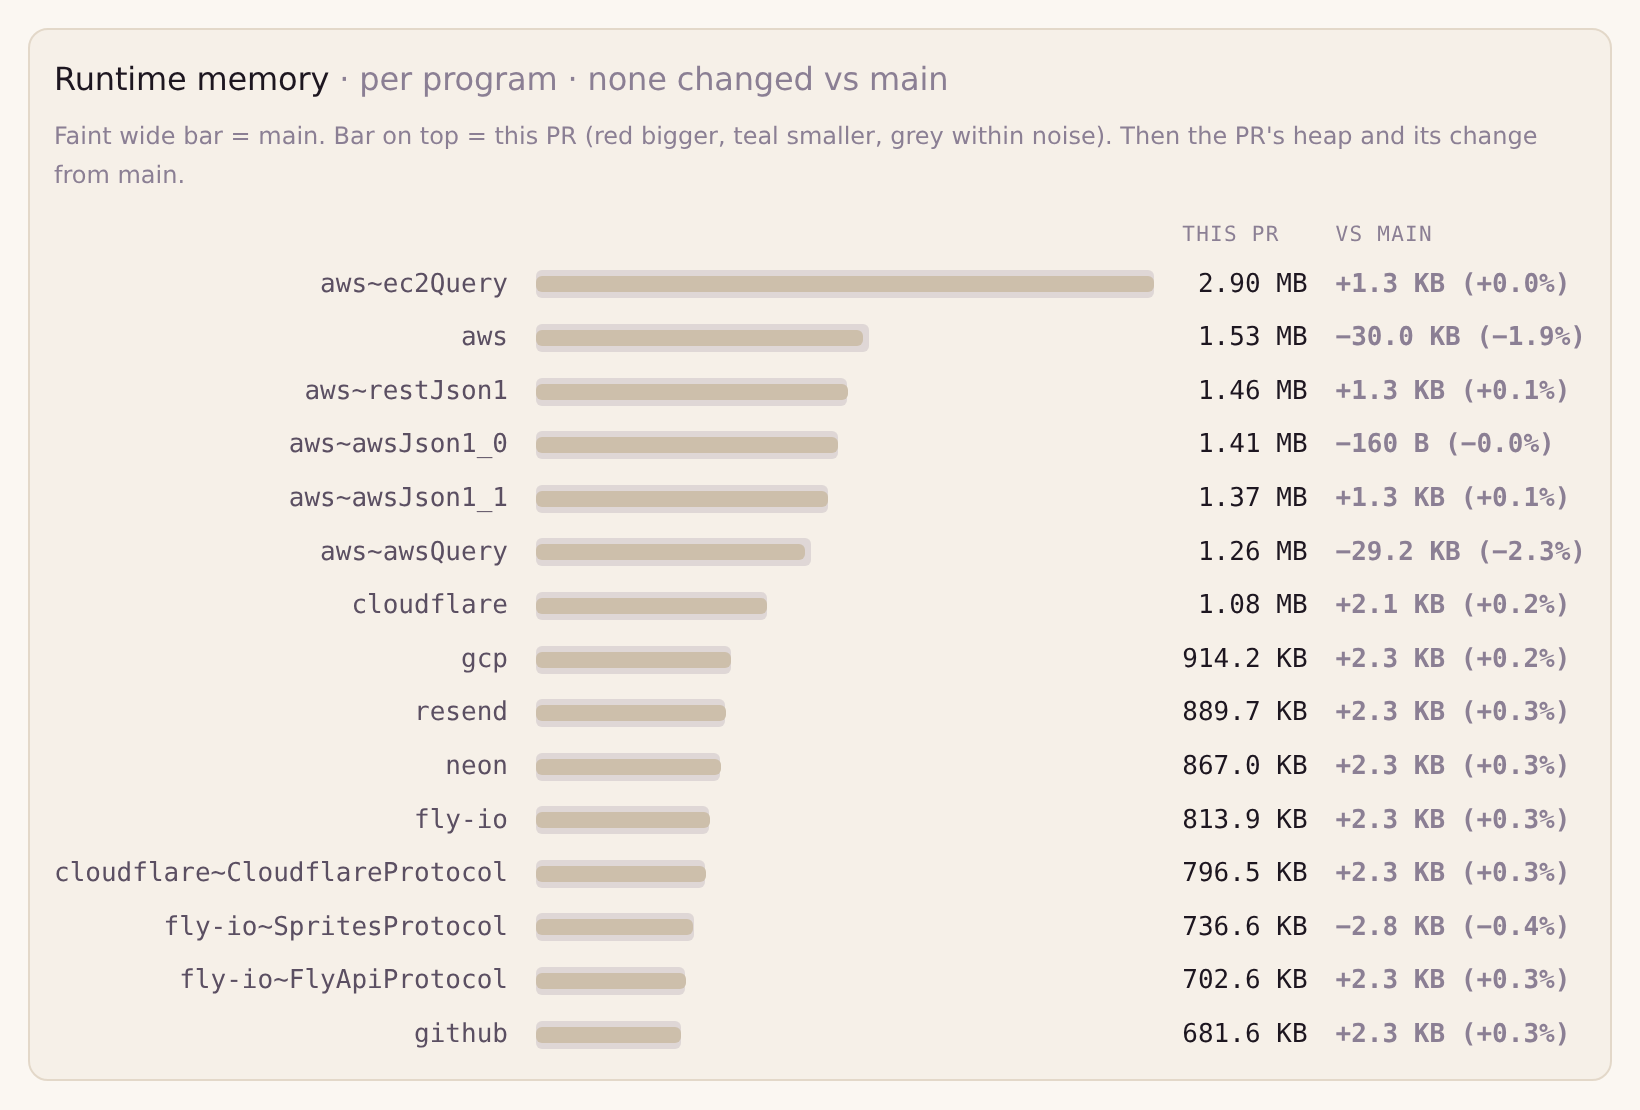 Runtime memory · per program · none changed vs main
Faint wide bar = main. Bar on top = this PR (red bigger, teal smaller, grey within noise). Then the PR's heap and its change
from main.
THIS PR VS MAIN
aws~ec2Query 2.90 MB +1.3 KB (+0.0%)
aws 1.53 MB −30.0 KB (−1.9%)
aws~restJson1 1.46 MB +1.3 KB (+0.1%)
aws~awsJson1_0 1.41 MB −160 B (−0.0%)
aws~awsJson1_1 1.37 MB +1.3 KB (+0.1%)
aws~awsQuery 1.26 MB −29.2 KB (−2.3%)
cloudflare 1.08 MB +2.1 KB (+0.2%)
gcp 914.2 KB +2.3 KB (+0.2%)
resend 889.7 KB +2.3 KB (+0.3%)
neon 867.0 KB +2.3 KB (+0.3%)
fly-io 813.9 KB +2.3 KB (+0.3%)
cloudflare~CloudflareProtocol 796.5 KB +2.3 KB (+0.3%)
fly-io~SpritesProtocol 736.6 KB −2.8 KB (−0.4%)
fly-io~FlyApiProtocol 702.6 KB +2.3 KB (+0.3%)
github 681.6 KB +2.3 KB (+0.3%)